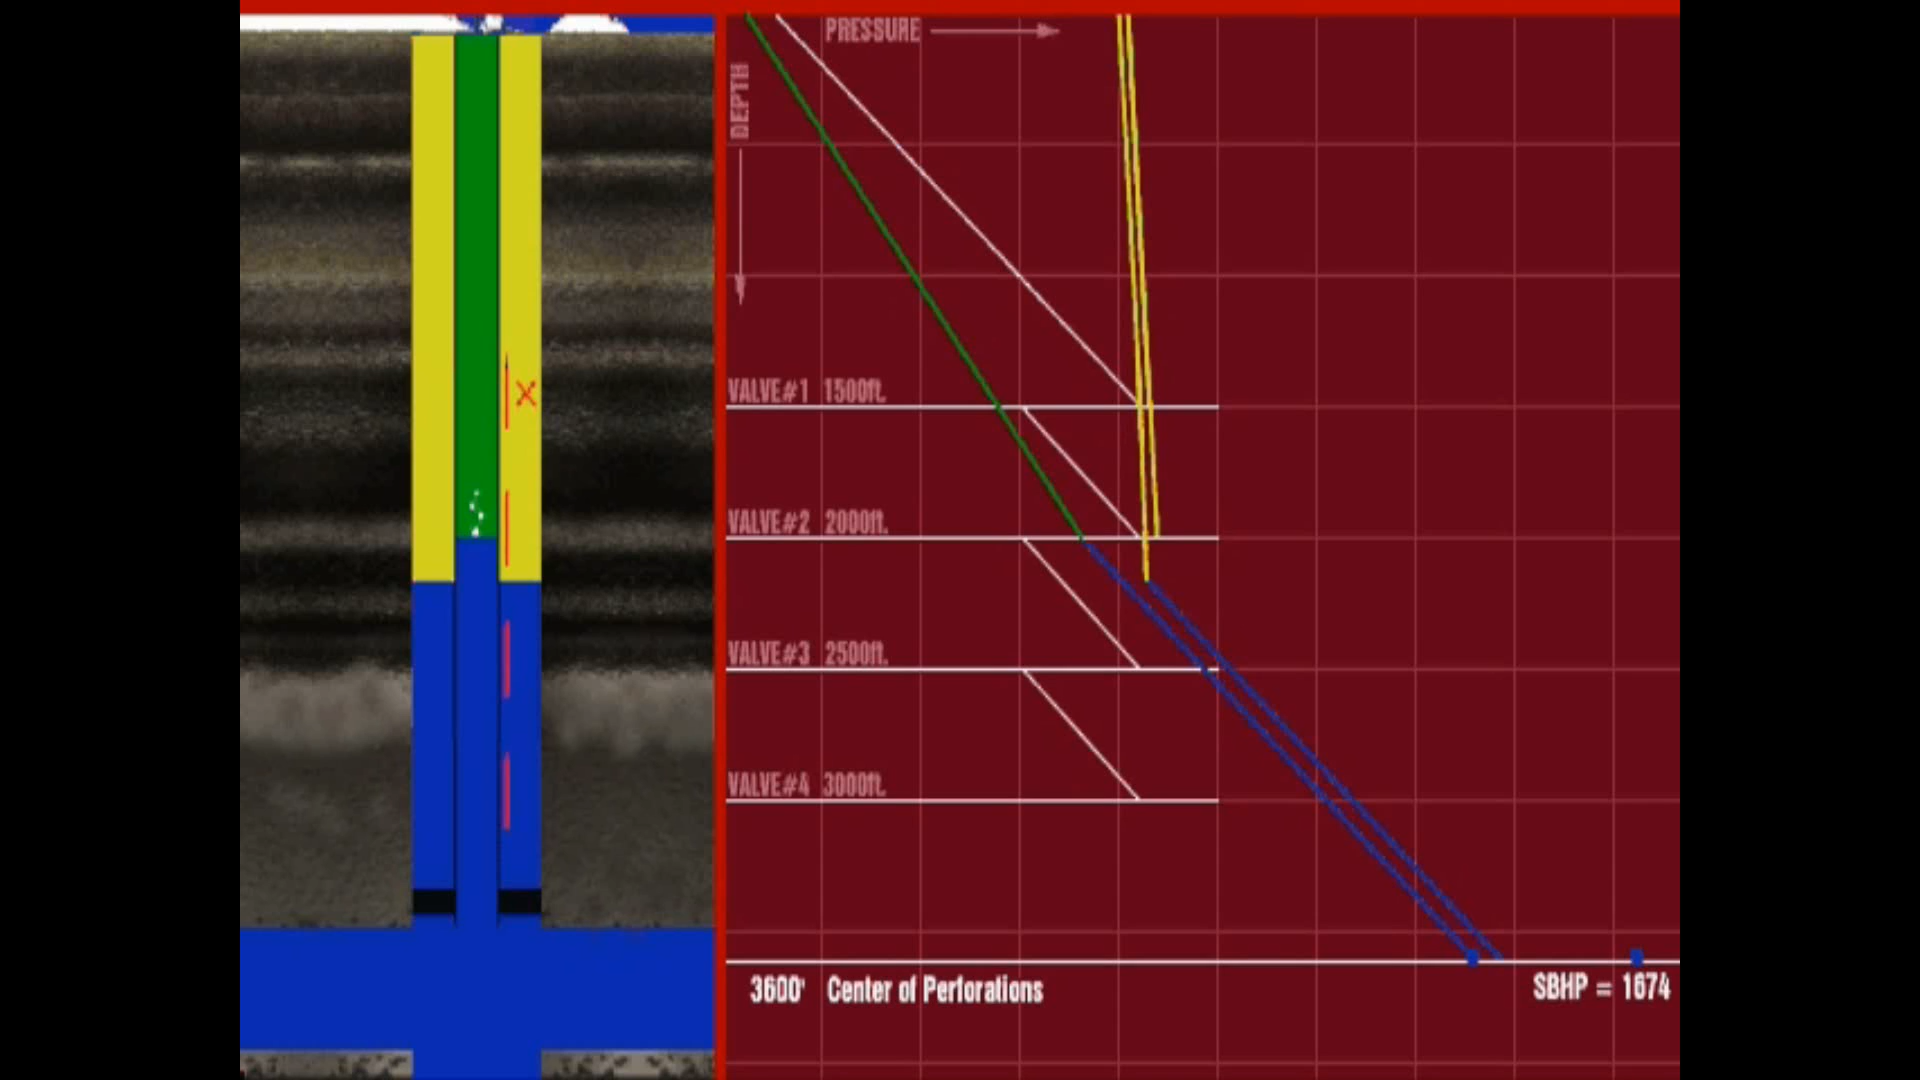 PRESSURE
DEPTH
VALVE#1 1500ft.
VALVE#2 2000ft.
VALVE#3 2500ft.
VALVE#4 3000ft.
3600' Center of Perforations
SBHP = 1674